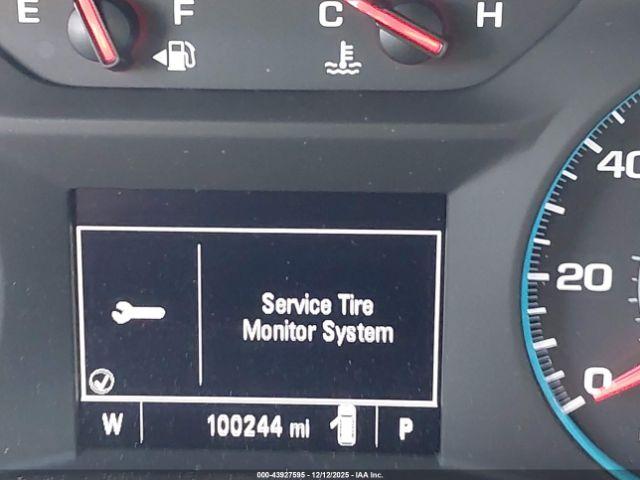 E F C H
40
20
0
Service Tire
Monitor System
W 100244 mi P
000-43927595 - 12/12/2025 - IAA Inc.